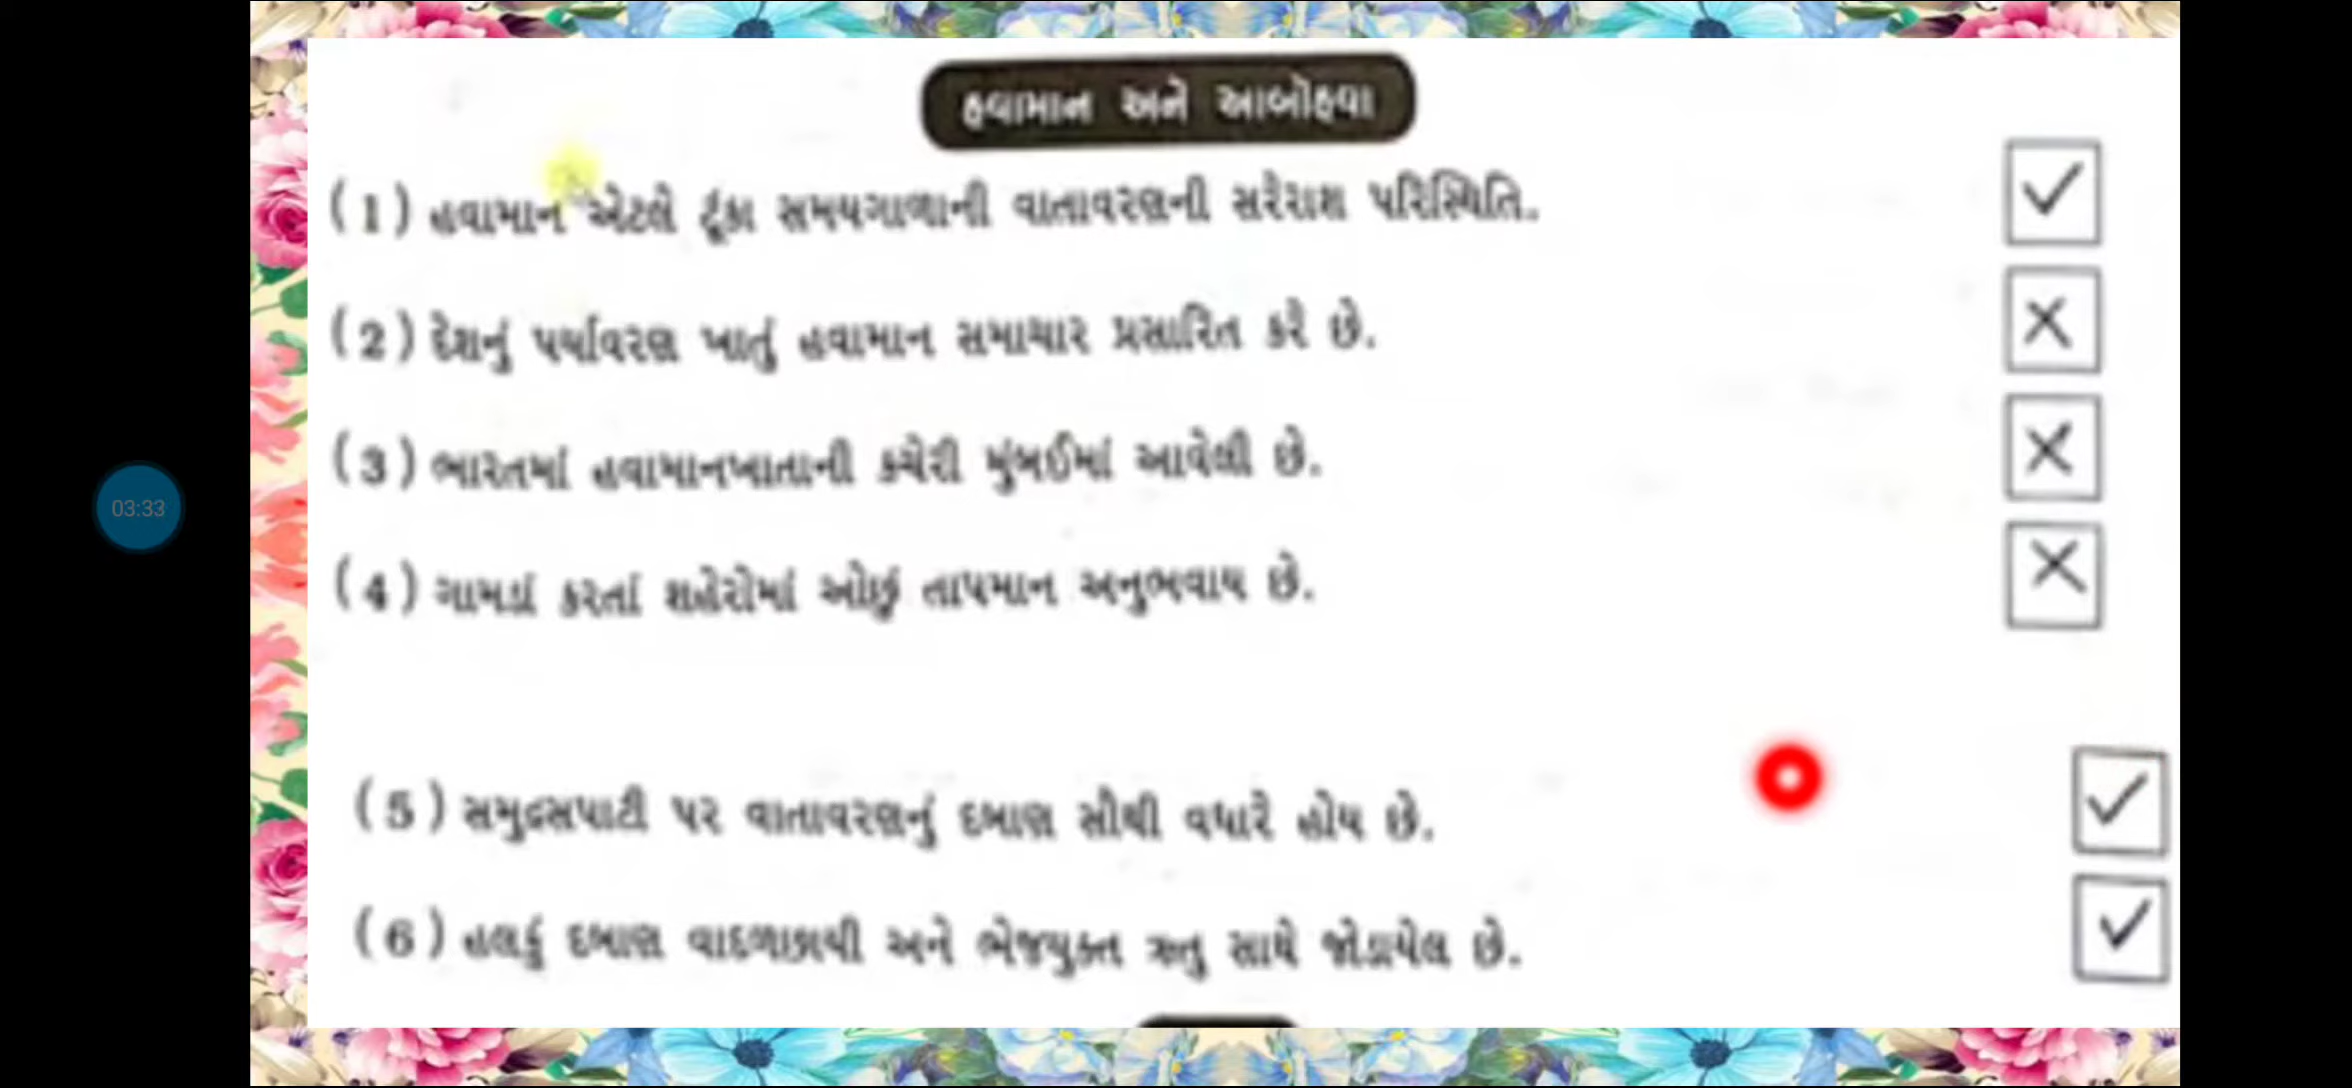 હવામાન અને આબોહવા
(1) હવામાન એટલે ટૂંકા સમયગાળાની વાતાવરણની સરેરાશ પરિસ્થિતિ. ✓
(2) દેશનું પર્યાવરણ ખાતું હવામાન સમાચાર પ્રસારિત કરે છે. ✗
03:33
(3) ભારતમાં હવામાનખાતાની કચેરી મુંબઈમાં આવેલી છે. ✗
(4) ગામડાં કરતાં શહેરોમાં ઓછું તાપમાન અનુભવાય છે. ✗
(5) સમુદ્રસપાટી પર વાતાવરણનું દબાણ સૌથી વધારે હોય છે. ✓
(6) હલકું દબાણ વાદળછાયી અને ભેજયુક્ત ઋતુ સાથે જોડાયેલ છે. ✓